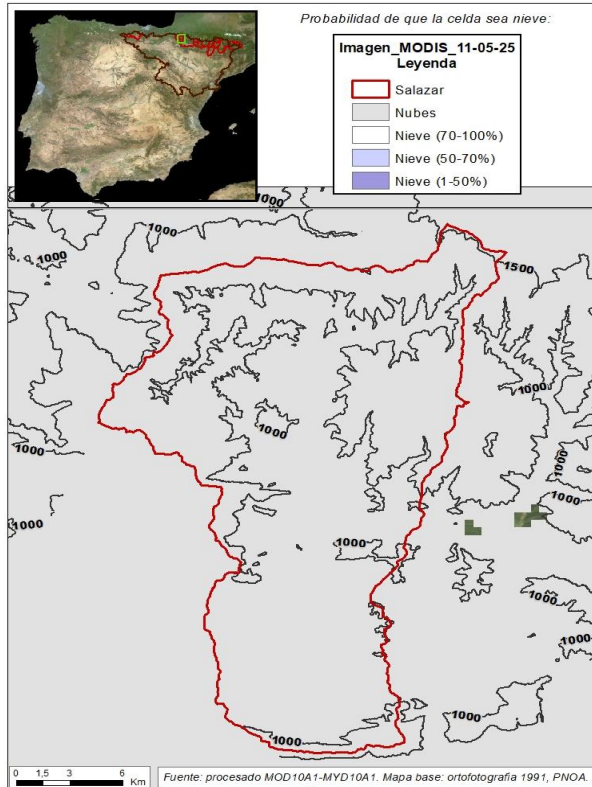 Probabilidad de que la celda sea nieve:
Imagen_MODIS_11-05-25
Leyenda
Salazar
Nubes
Nieve (70-100%)
Nieve (50-70%)
Nieve (1-50%)
1000
1000
1000
1500
1000
1000
1000
1000
1000
1000
1000
1000
1000
1000
1000
1000
0 1,5 3 6
Km
Fuente: procesado MOD10A1-MYD10A1. Mapa base: ortofotografia 1991, PNOA.